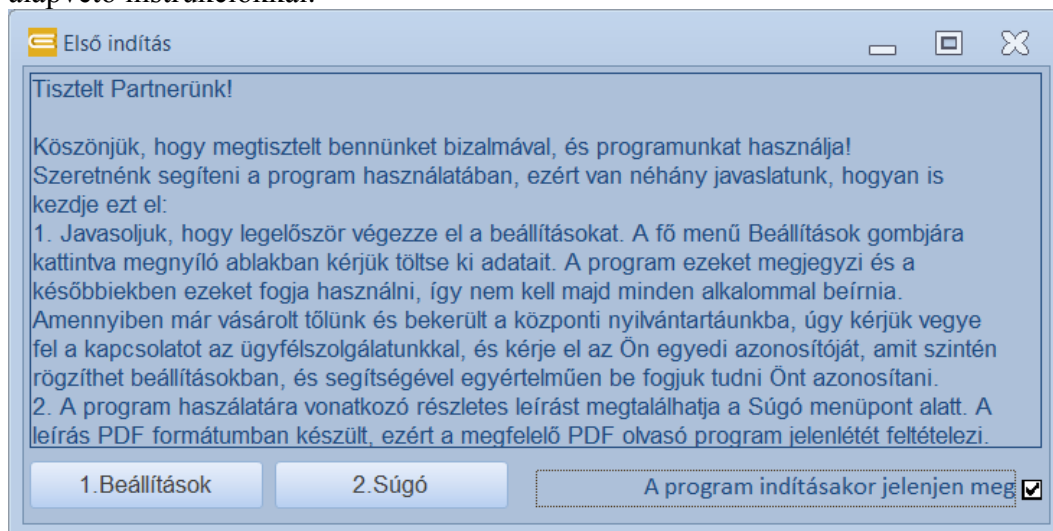 alapvető instrukciókkal.
Első indítás
Tisztelt Partnerünk!
Köszönjük, hogy megtisztelt bennünket bizalmával, és programunkat használja!
Szeretnénk segíteni a program használatában, ezért van néhány javaslatunk, hogyan is
kezdje ezt el:
1. Javasoljuk, hogy legelőször végezze el a beállításokat. A fő menü Beállítások gombjára
kattintva megnyíló ablakban kérjük töltse ki adatait. A program ezeket megjegyzi és a
későbbiekben ezeket fogja használni, így nem kell majd minden alkalommal beírnia.
Amennyiben már vásárolt tőlünk és bekerült a központi nyilvántartáunkba, úgy kérjük vegye
fel a kapcsolatot az ügyfélszolgálatunkkal, és kérje el az Ön egyedi azonosítóját, amit szintén
rögzíthet beállításokban, és segítségével egyértelműen be fogjuk tudni Önt azonosítani.
2. A program haszálatára vonatkozó részletes leírást megtalálhatja a Súgó menüpont alatt. A
leírás PDF formátumban készült, ezért a megfelelő PDF olvasó program jelenlétét feltételezi.
1.Beállítások
2.Súgó
A program indításakor jelenjen meg